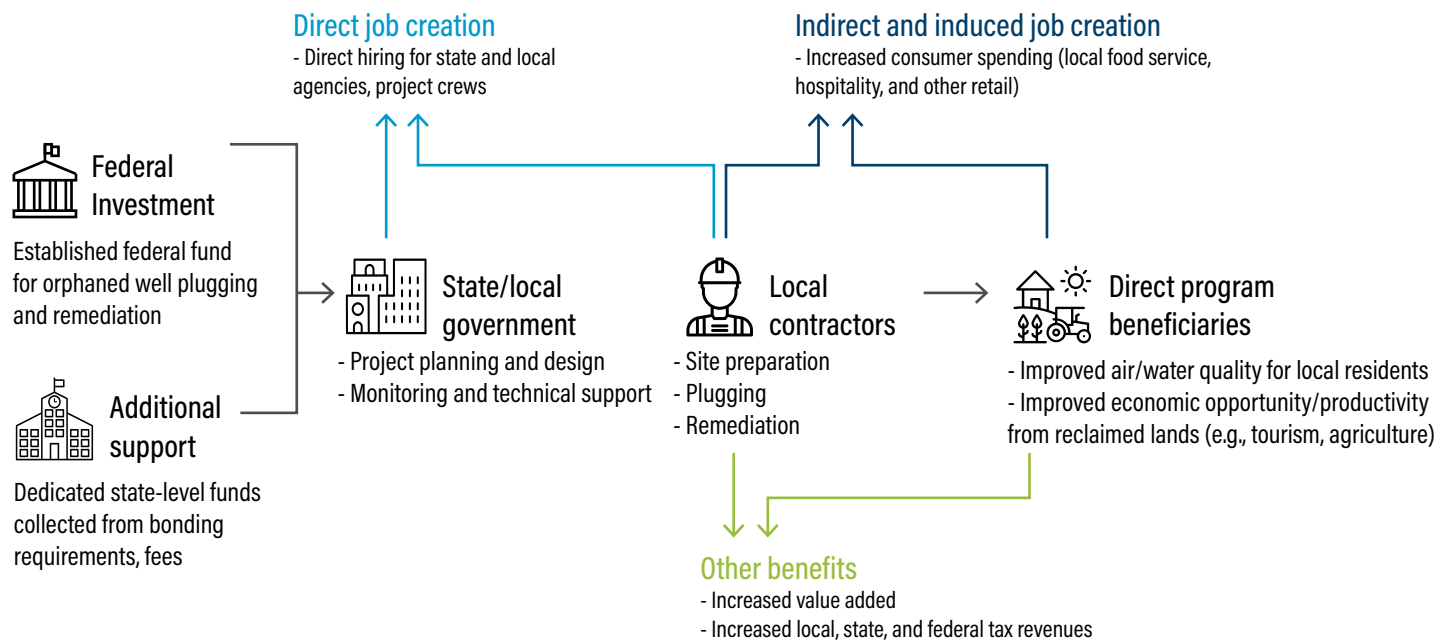 Direct job creation
- Direct hiring for state and local
agencies, project crews
Indirect and induced job creation
- Increased consumer spending (local food service,
hospitality, and other retail)
Federal
Investment
Established federal fund
for orphaned well plugging
and remediation
Additional
support
Dedicated state-level funds
collected from bonding
requirements, fees
State/local
government
- Project planning and design
- Monitoring and technical support
Local
contractors
- Site preparation
- Plugging
- Remediation
Direct program
beneficiaries
- Improved air/water quality for local residents
- Improved economic opportunity/productivity
from reclaimed lands (e.g., tourism, agriculture)
Other benefits
- Increased value added
- Increased local, state, and federal tax revenues